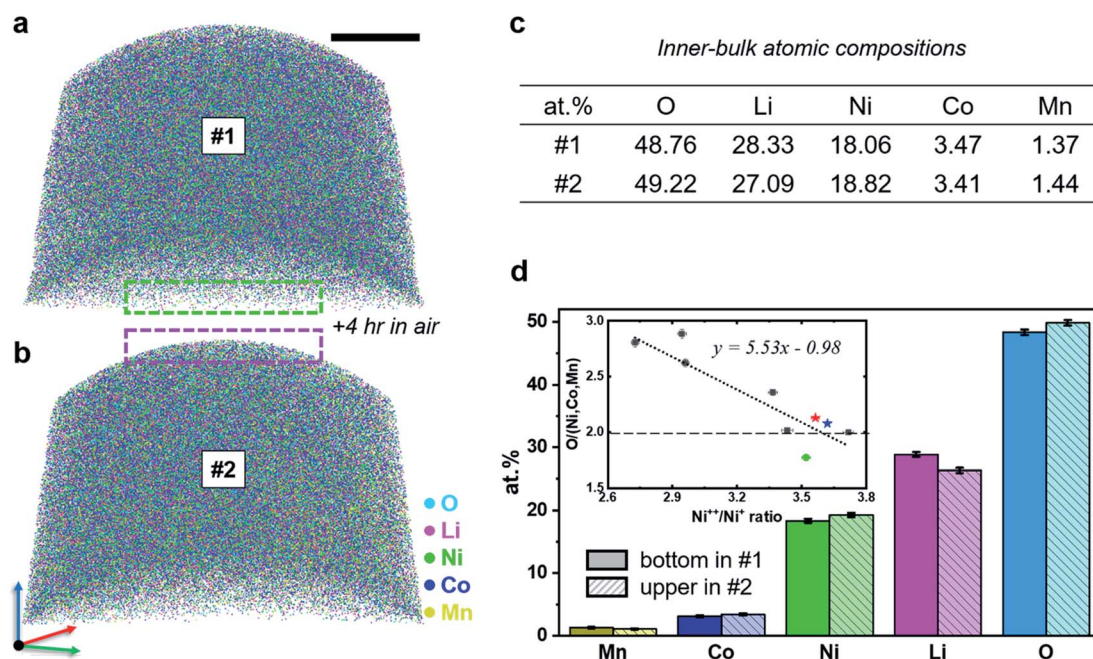 a
#1
+4 hr in air
b
#2
O
Li
Ni
Co
Mn
c
Inner-bulk atomic compositions
at.% O Li Ni Co Mn
#1 48.76 28.33 18.06 3.47 1.37
#2 49.22 27.09 18.82 3.41 1.44
d
at.%
50
40
30
20
10
0
O/(Ni,Co,Mn)
3.0
2.5
2.0
1.5
y = 5.53x - 0.98
2.6 2.9 3.2 3.5 3.8
Ni⁺⁺/Ni⁺ ratio
bottom in #1
upper in #2
Mn Co Ni Li O